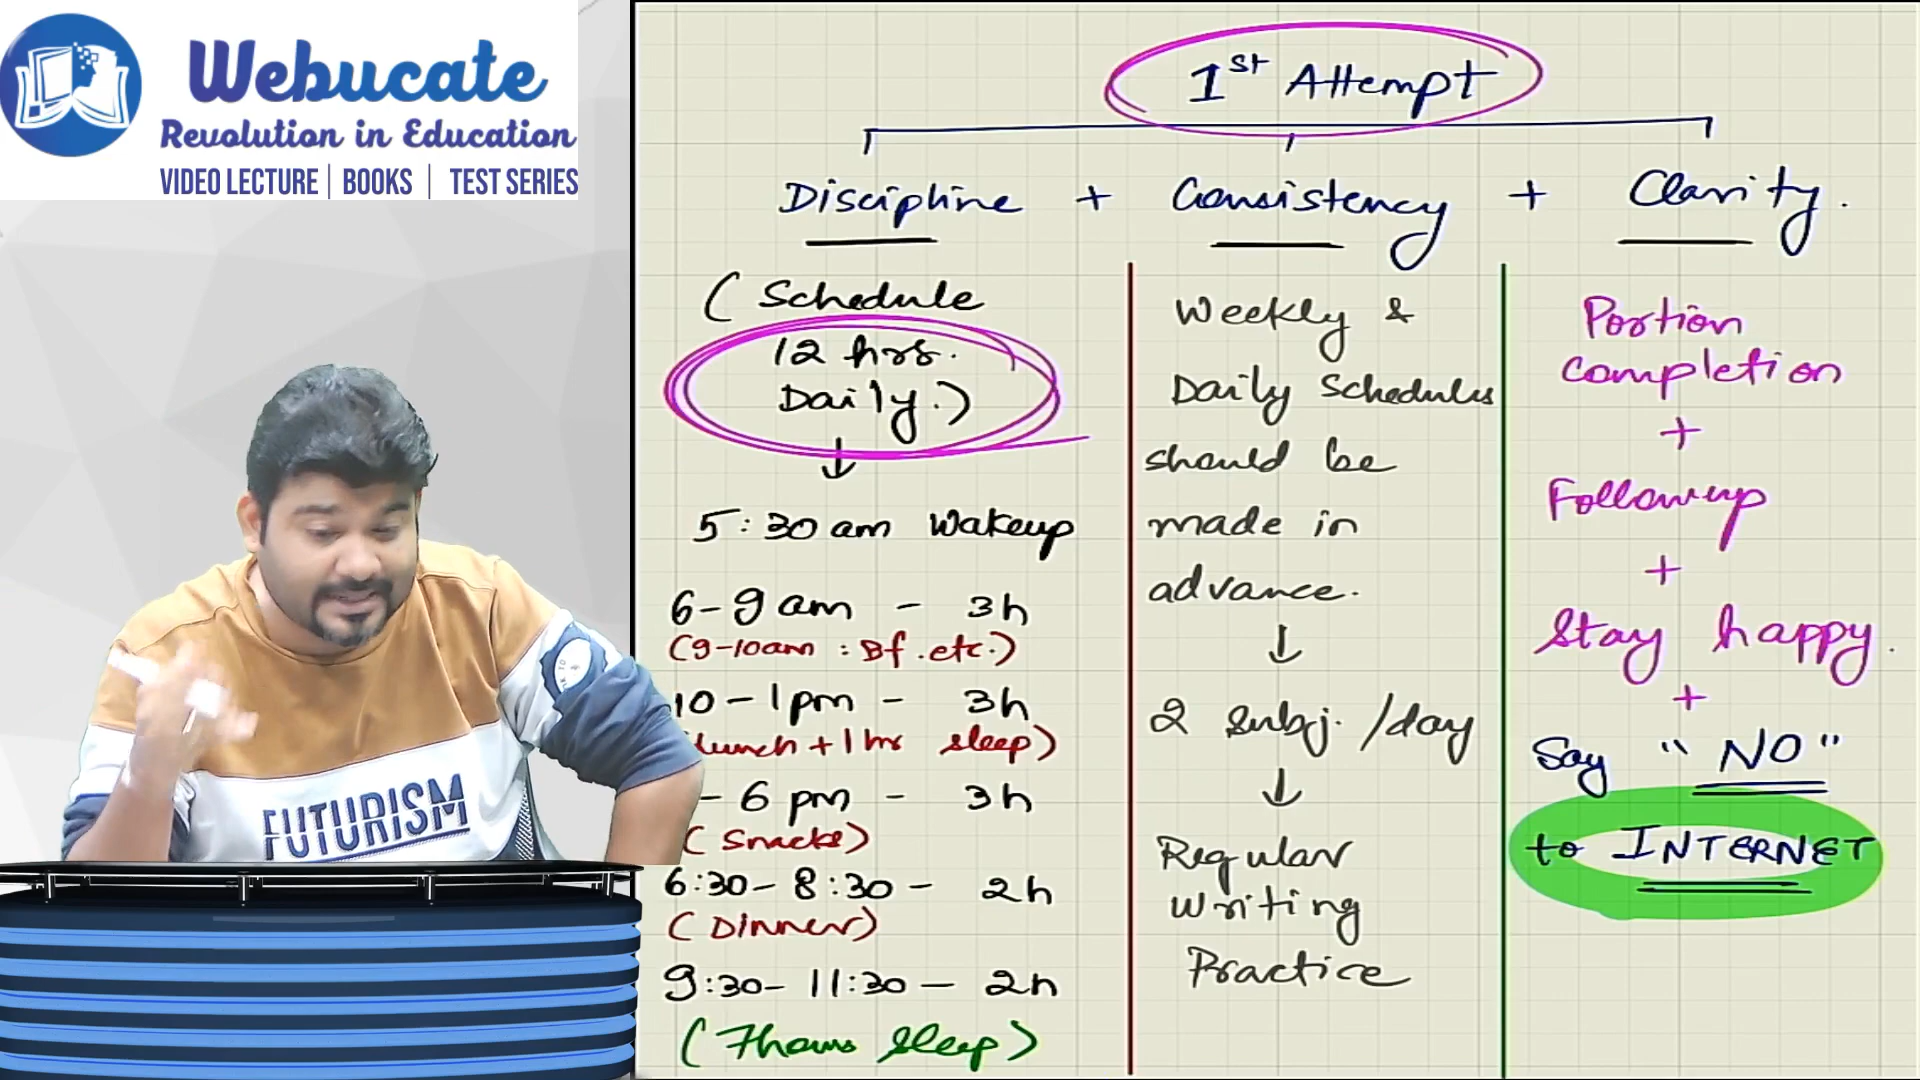 Webucate
Revolution in Education
VIDEO LECTURE | BOOKS | TEST SERIES
FUTURISM
1st Attempt
Discipline + Consistency + Clarity.
(Schedule
12 hrs.
Daily.)
↓
5:30 am Wakeup
6-9 am - 3h
(9-10am : Bf.etc.)
10-1pm - 3h
lunch + 1 hr sleep)
- 6 pm - 3h
(Snacks)
6:30- 8:30 - 2h
(Dinner)
9:30- 11:30 - 2h
(7hours sleep)
Weekly &
Daily Schedules
should be
made in
advance.
↓
2 subj. /day
↓
Regular
Writing
Practice
Portion
completion
+
Followup
+
Stay happy.
+
Say "NO"
to INTERNET